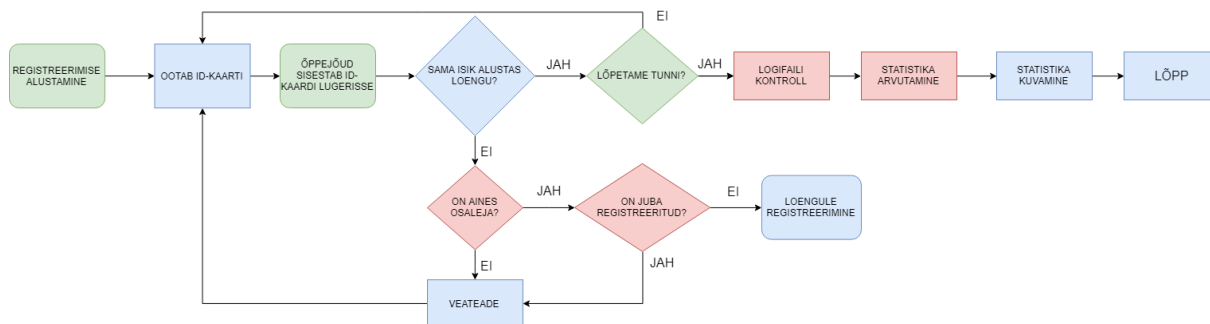 EI
REGISTREERIMISE
ALUSTAMINE
OOTAB ID-KAARTI
ÕPPEJÕUD
SISESTAB ID-
KAARDI LUGERISSE
SAMA ISIK ALUSTAS
LOENGU?
JAH
LÕPETAME TUNNI?
JAH
LOGIFAILI
KONTROLL
STATISTIKA
ARVUTAMINE
STATISTIKA
KUVAMINE
LÕPP
EI
ON AINES
OSALEJA?
JAH
ON JUBA
REGISTREERITUD?
EI
LOENGULE
REGISTREERIMINE
EI
JAH
VEATEADE